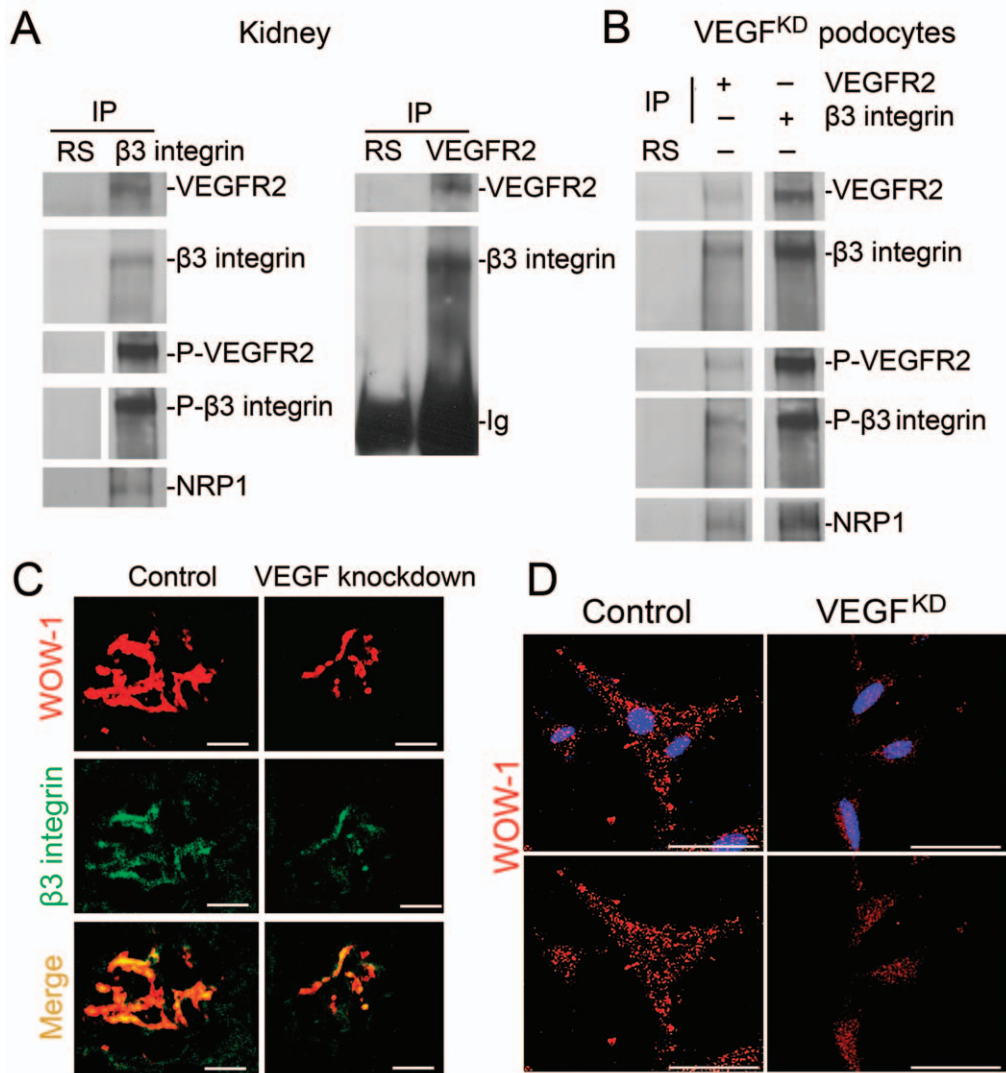 A
Kidney
IP
RS β3 integrin
-VEGFR2
-β3 integrin
-P-VEGFR2
-P-β3 integrin
-NRP1
IP
RS VEGFR2
-VEGFR2
-β3 integrin
-Ig
B
VEGFKD podocytes
IP + – VEGFR2
– + β3 integrin
RS – –
-VEGFR2
-β3 integrin
-P-VEGFR2
-P-β3 integrin
-NRP1
C
Control VEGF knockdown
WOW-1
β3 integrin
Merge
D
Control VEGFKD
WOW-1